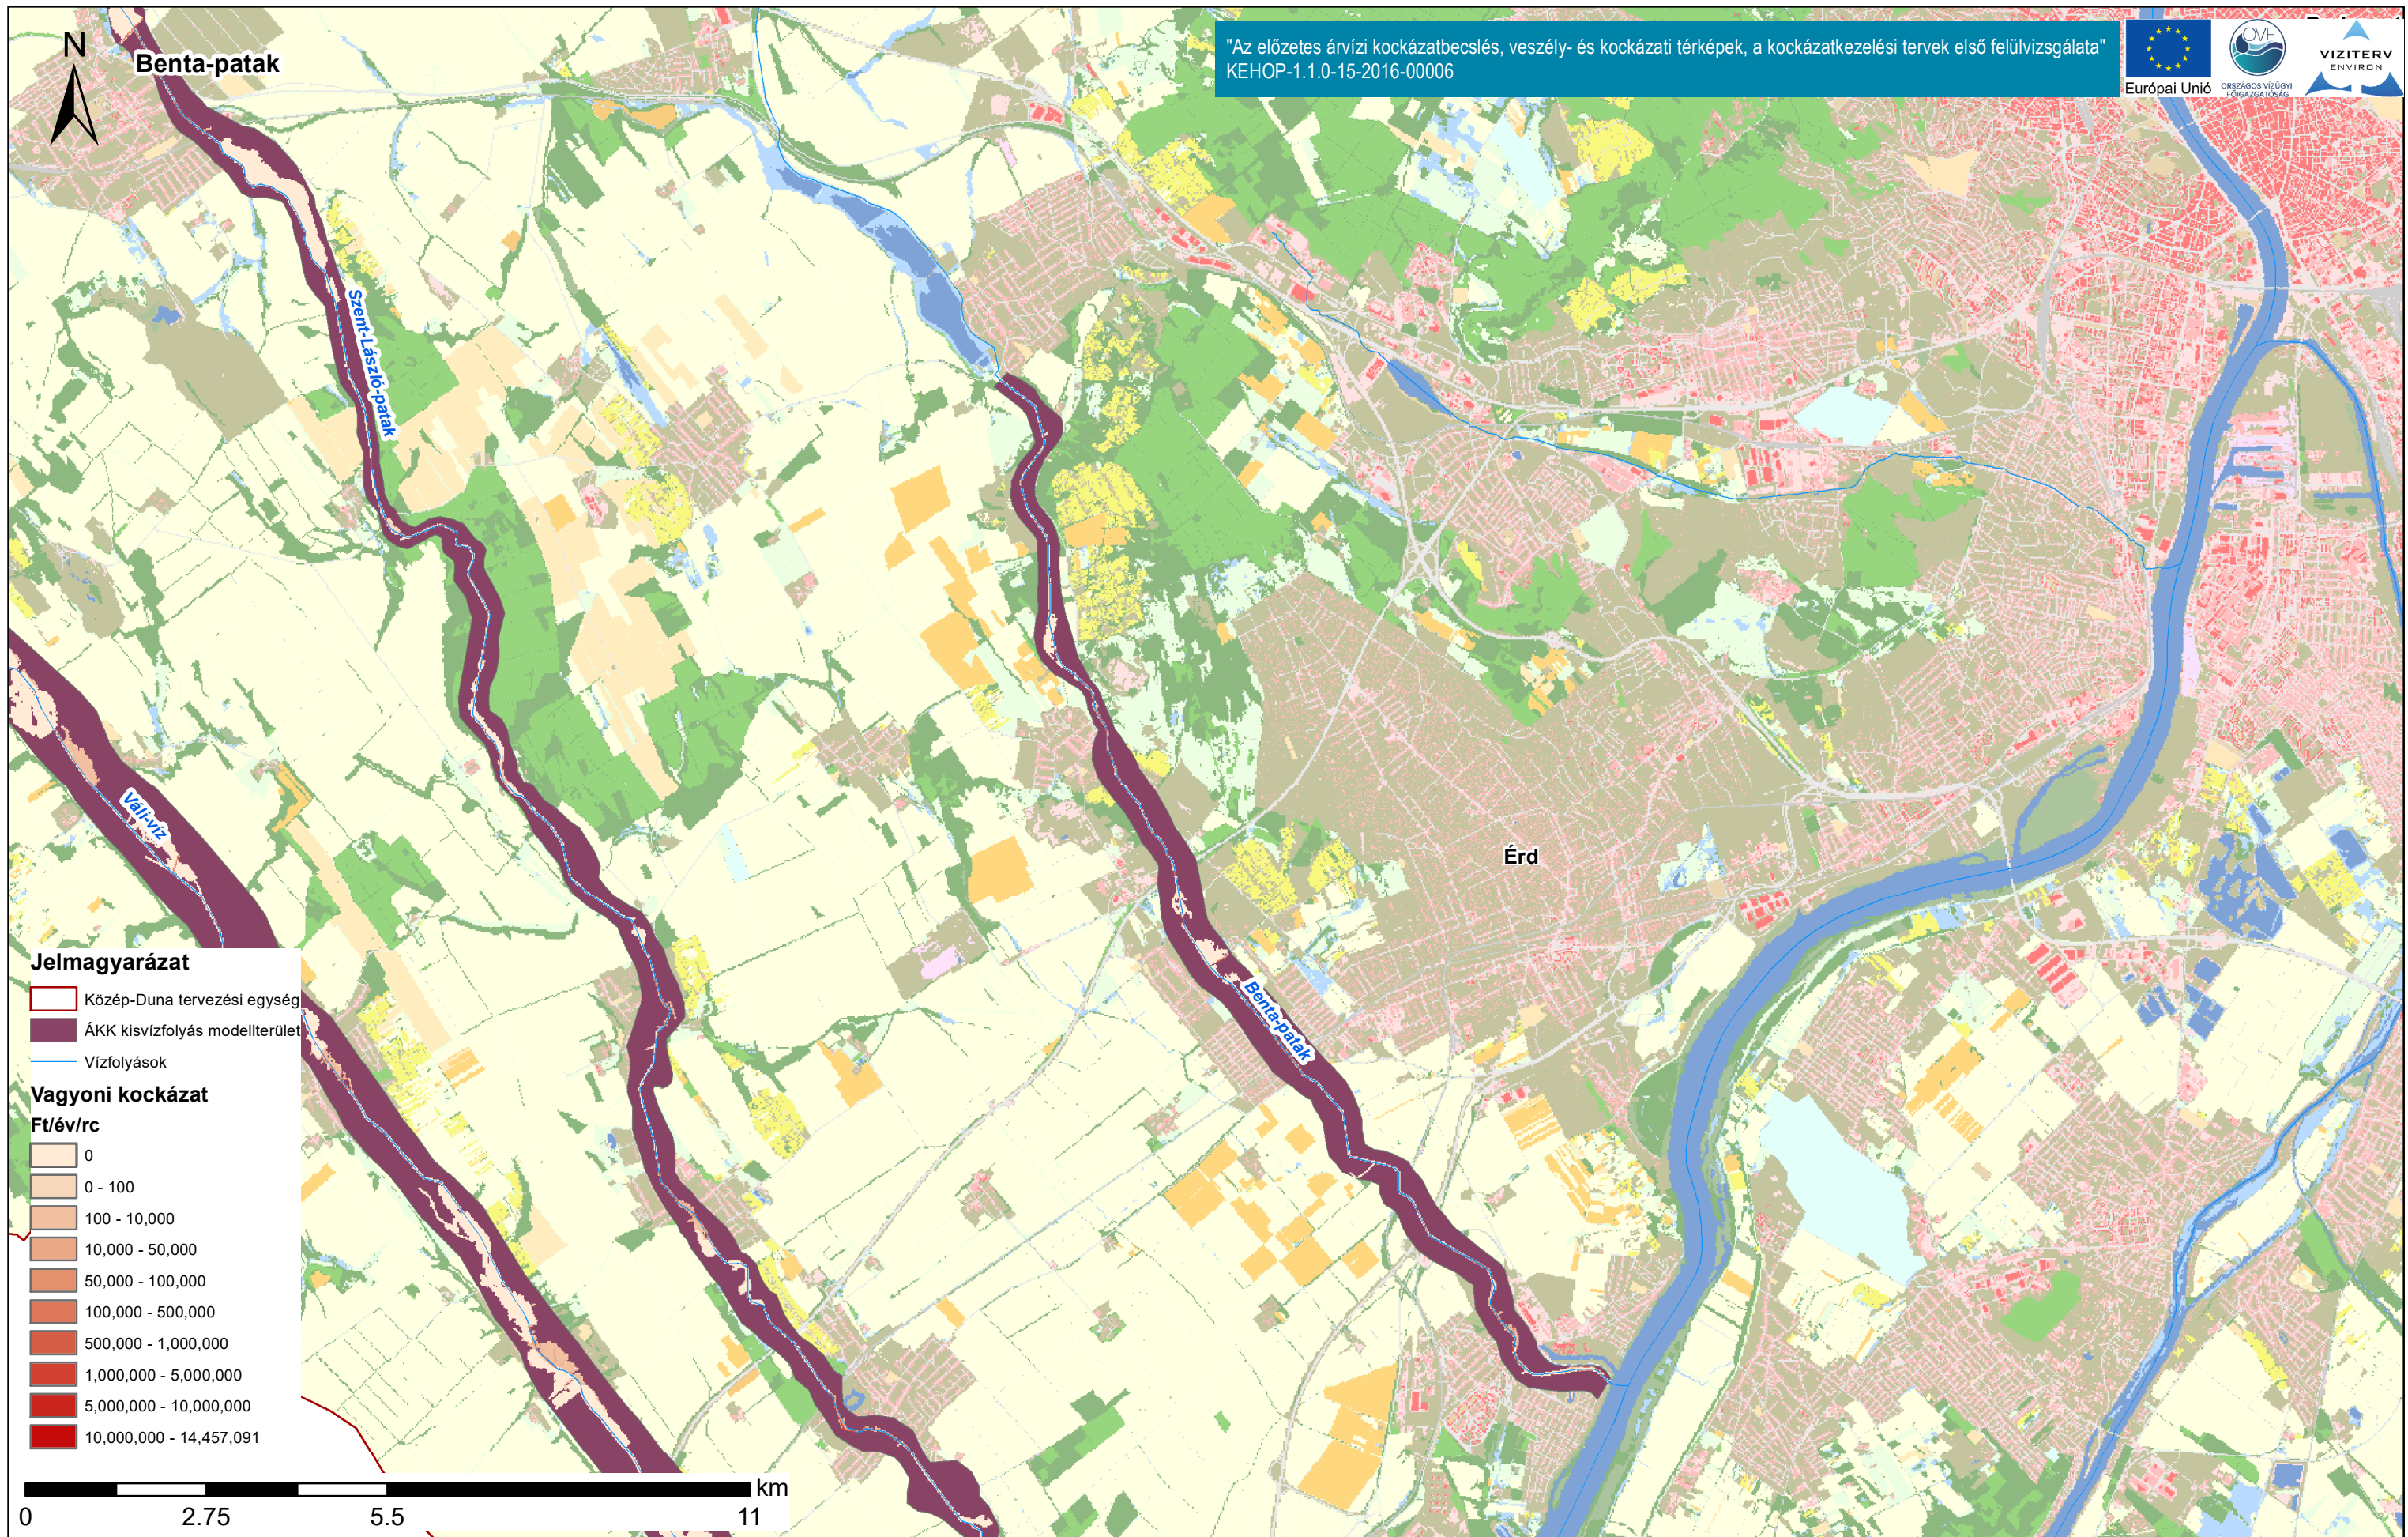 Benta-patak
N
"Az előzetes árvízi kockázatbecslés, veszély- és kockázati térképek, a kockázatkezelési tervek első felülvizsgálata"
KEHOP-1.1.0-15-2016-00006
Európai Unió
OVF
ORSZÁGOS VÍZÜGYI
FŐIGAZGATÓSÁG
VIZITERV
ENVIRON
Szent-László-patak
Váli-víz
Érd
Benta-patak
Jelmagyarázat
Közép-Duna tervezési egység
ÁKK kisvízfolyás modellterület
Vízfolyások
Vagyoni kockázat
Ft/év/rc
0
0 - 100
100 - 10,000
10,000 - 50,000
50,000 - 100,000
100,000 - 500,000
500,000 - 1,000,000
1,000,000 - 5,000,000
5,000,000 - 10,000,000
10,000,000 - 14,457,091
km
0 2.75 5.5 11